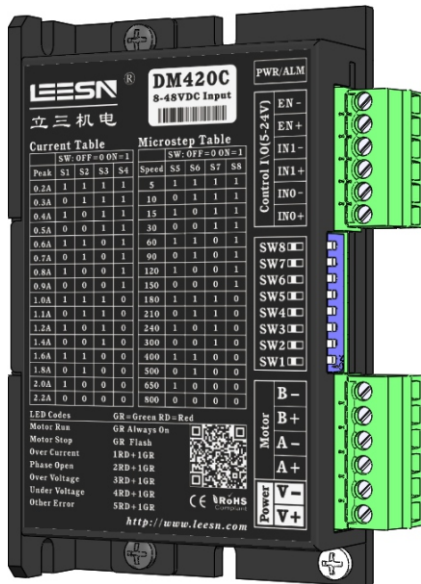 LEESN ®
立三机电
DM420C
8-48VDC Input
PWR/ALM
Current Table
SW: OFF=0 ON=1
Peak S1 S2 S3 S4
0.2A 1 1 1 1
0.3A 0 1 1 1
0.4A 1 0 1 1
0.5A 0 0 1 1
0.6A 1 1 0 1
0.7A 0 1 0 1
0.8A 1 0 0 1
0.9A 0 0 0 1
1.0A 1 1 1 0
1.1A 0 1 1 0
1.2A 1 0 1 0
1.4A 0 0 1 0
1.6A 1 1 0 0
1.8A 0 1 0 0
2.0A 1 0 0 0
2.2A 0 0 0 0
Microstep Table
SW: OFF=0 ON=1
Speed S5 S6 S7 S8
5 1 1 1 1
10 0 1 1 1
15 1 0 1 1
30 0 0 1 1
60 1 1 0 1
90 0 1 0 1
120 1 0 0 1
150 0 0 0 1
180 1 1 1 0
210 0 1 1 0
240 1 0 1 0
300 0 0 1 0
400 1 1 0 0
500 0 1 0 0
650 1 0 0 0
800 0 0 0 0
LED Codes GR=Green RD=Red
Motor Run GR Always On
Motor Stop GR Flash
Over Current 1RD+1GR
Phase Open 2RD+1GR
Over Voltage 3RD+1GR
Under Voltage 4RD+1GR
Other Error 5RD+1GR
CE RoHS
Compliant
http://www.leesn.com
Control I/O(5-24V)
EN-
EN+
IN1-
IN1+
IN0-
IN0+
SW8
SW7
SW6
SW5
SW4
SW3
SW2
SW1
Motor
B-
B+
A-
A+
Power
V-
V+